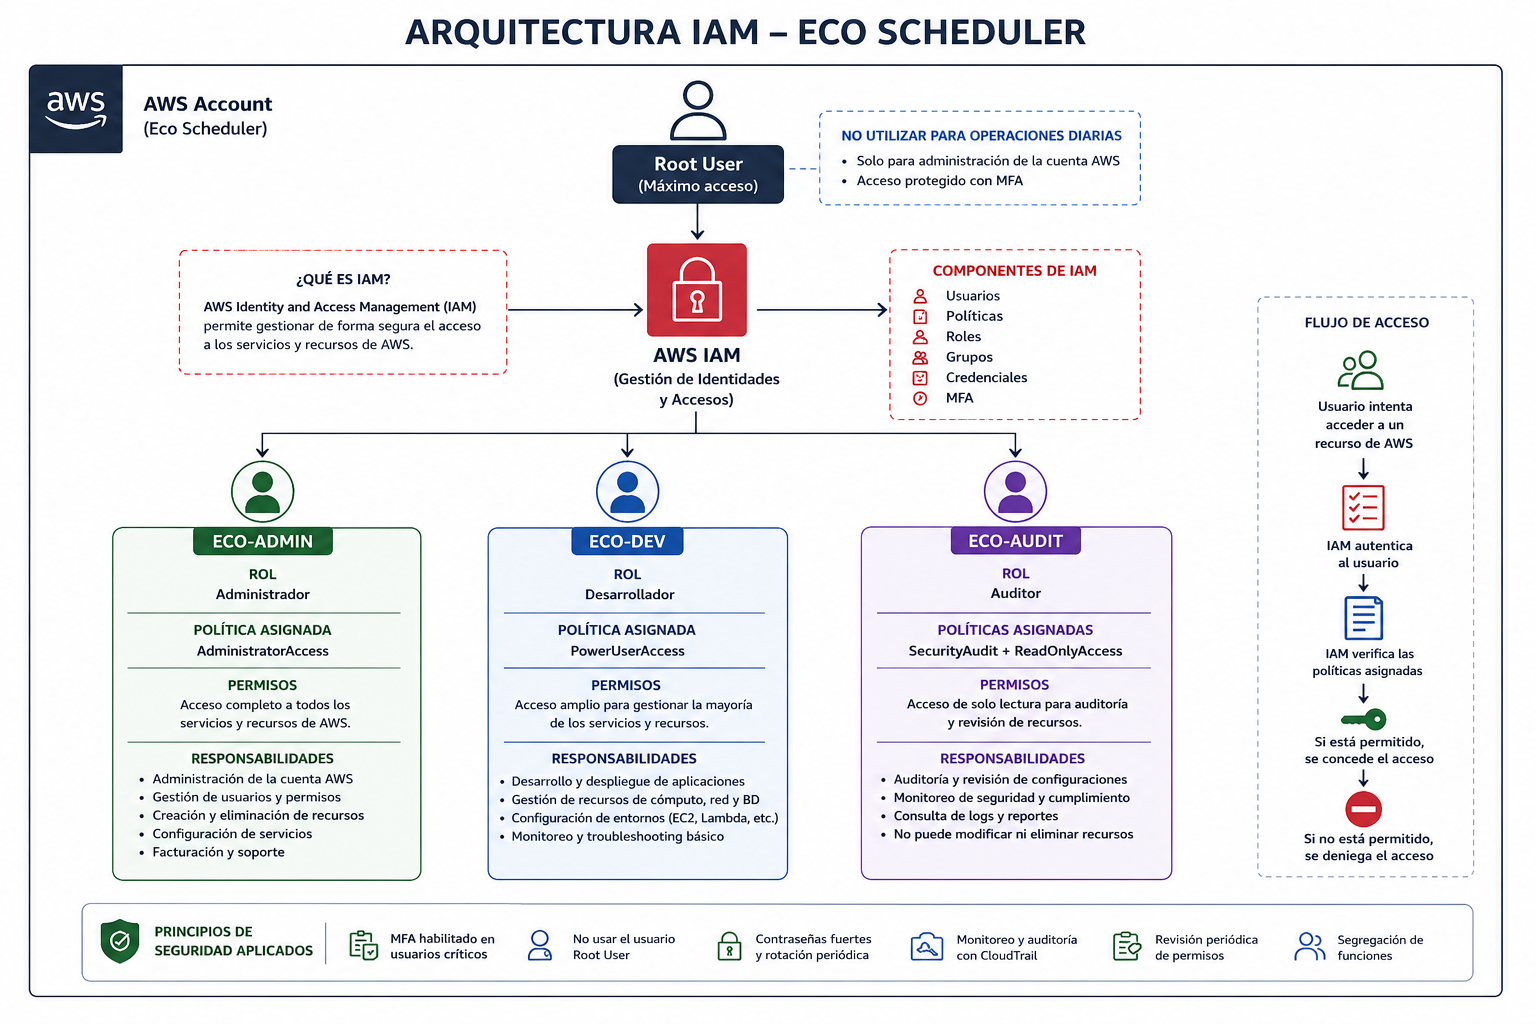 ARQUITECTURA IAM – ECO SCHEDULER
aws
AWS Account
(Eco Scheduler)
Root User
(Máximo acceso)
NO UTILIZAR PARA OPERACIONES DIARIAS
• Solo para administración de la cuenta AWS
• Acceso protegido con MFA
¿QUÉ ES IAM?
AWS Identity and Access Management (IAM)
permite gestionar de forma segura el acceso
a los servicios y recursos de AWS.
AWS IAM
(Gestión de Identidades
y Accesos)
COMPONENTES DE IAM
Usuarios
Políticas
Roles
Grupos
Credenciales
MFA
ECO-ADMIN
ROL
Administrador
POLÍTICA ASIGNADA
AdministratorAccess
PERMISOS
Acceso completo a todos los
servicios y recursos de AWS.
RESPONSABILIDADES
• Administración de la cuenta AWS
• Gestión de usuarios y permisos
• Creación y eliminación de recursos
• Configuración de servicios
• Facturación y soporte
ECO-DEV
ROL
Desarrollador
POLÍTICA ASIGNADA
PowerUserAccess
PERMISOS
Acceso amplio para gestionar la mayoría
de los servicios y recursos.
RESPONSABILIDADES
• Desarrollo y despliegue de aplicaciones
• Gestión de recursos de cómputo, red y BD
• Configuración de entornos (EC2, Lambda, etc.)
• Monitoreo y troubleshooting básico
ECO-AUDIT
ROL
Auditor
POLÍTICAS ASIGNADAS
SecurityAudit + ReadOnlyAccess
PERMISOS
Acceso de solo lectura para auditoría
y revisión de recursos.
RESPONSABILIDADES
• Auditoría y revisión de configuraciones
• Monitoreo de seguridad y cumplimiento
• Consulta de logs y reportes
• No puede modificar ni eliminar recursos
FLUJO DE ACCESO
Usuario intenta
acceder a un
recurso de AWS
IAM autentica
al usuario
IAM verifica las
políticas asignadas
Si está permitido,
se concede el acceso
Si no está permitido,
se deniega el acceso
PRINCIPIOS DE
SEGURIDAD APLICADOS
MFA habilitado en
usuarios críticos
No usar el usuario
Root User
Contraseñas fuertes
y rotación periódica
Monitoreo y auditoría
con CloudTrail
Revisión periódica
de permisos
Segregación de
funciones